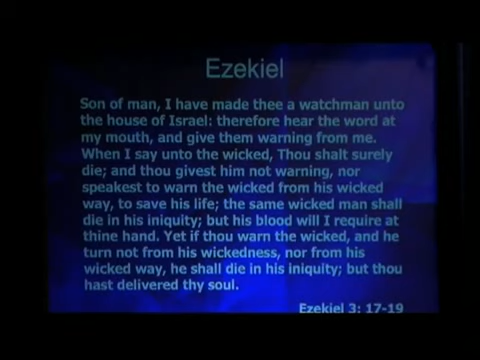 Ezekiel
Son of man, I have made thee a watchman unto
the house of Israel: therefore hear the word at
my mouth, and give them warning from me.
When I say unto the wicked, Thou shalt surely
die; and thou givest him not warning, nor
speakest to warn the wicked from his wicked
way, to save his life; the same wicked man shall
die in his iniquity; but his blood will I require at
thine hand. Yet if thou warn the wicked, and he
turn not from his wickedness, nor from his
wicked way, he shall die in his iniquity; but thou
hast delivered thy soul.
Ezekiel 3: 17-19